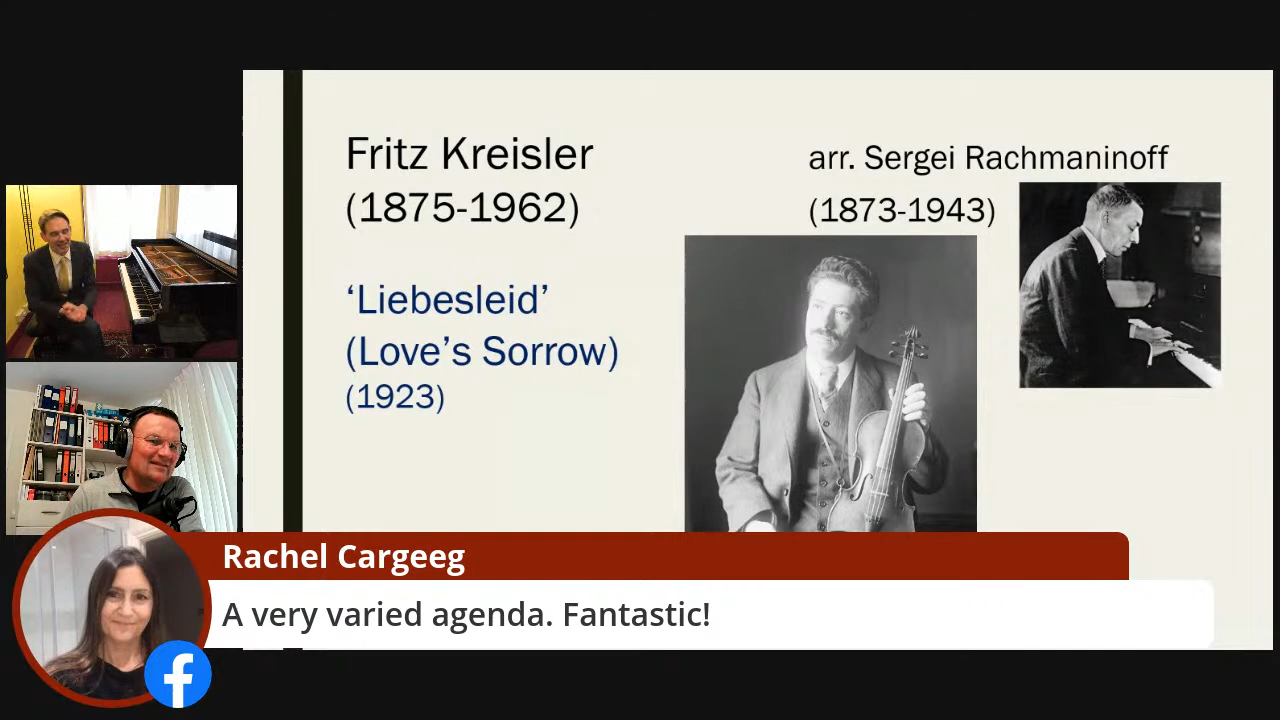 Fritz Kreisler
(1875-1962)
arr. Sergei Rachmaninoff
(1873-1943)
‘Liebesleid’
(Love’s Sorrow)
(1923)
Rachel Cargeeg
A very varied agenda. Fantastic!